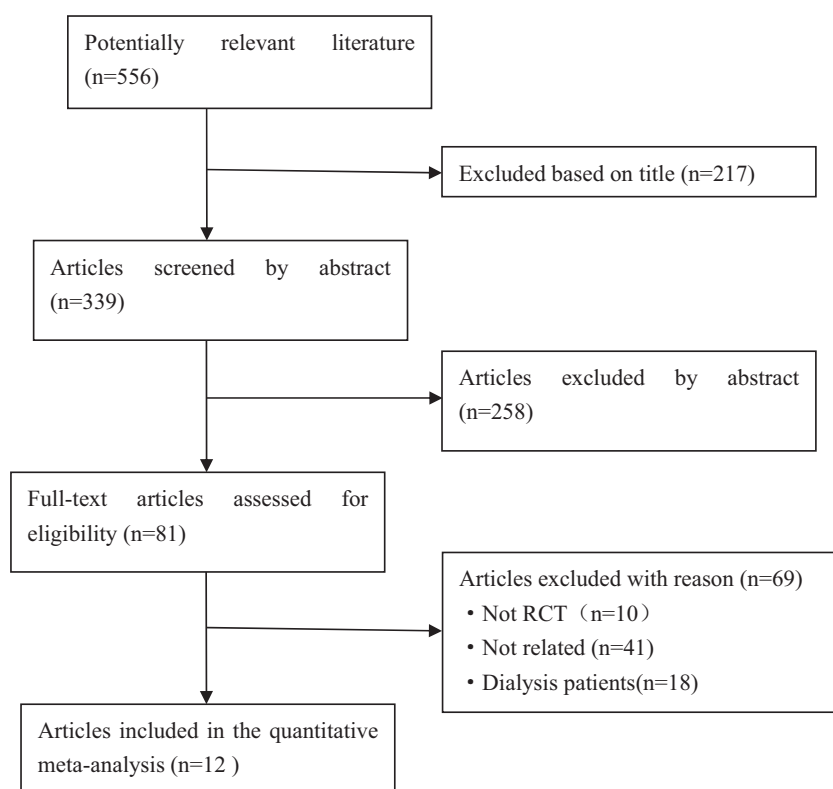 Potentially relevant literature
(n=556)
Excluded based on title (n=217)
Articles screened by abstract
(n=339)
Articles excluded by abstract
(n=258)
Full-text articles assessed for
eligibility (n=81)
Articles excluded with reason (n=69)
・Not RCT（n=10）
・Not related (n=41)
・Dialysis patients(n=18)
Articles included in the quantitative
meta-analysis (n=12 )